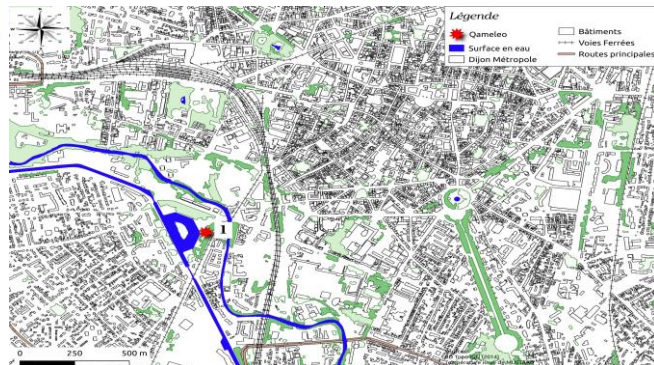 Légende
Qameleo
Surface en eau
Dijon Métropole
Bâtiments
Voies Ferrées
Routes principales
1
0 250 500 m